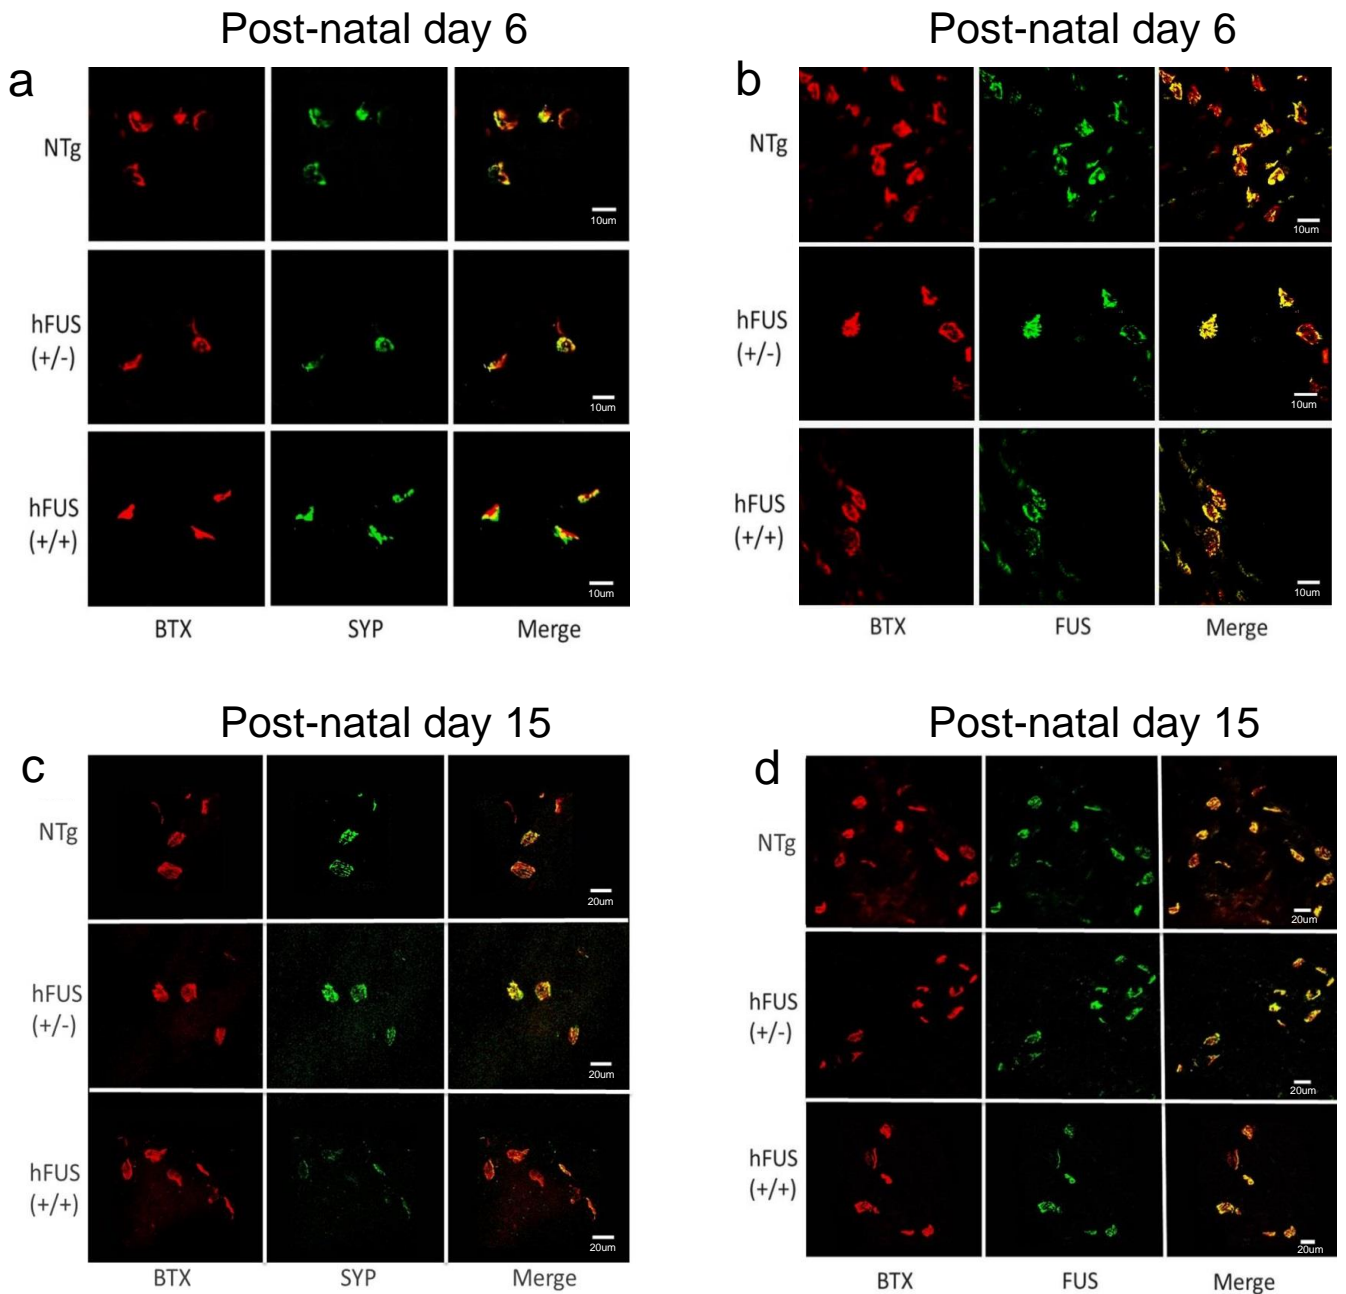 Post-natal day 6
Post-natal day 6
a
b
NTg
10um
NTg
10um
hFUS
(+/-)
10um
hFUS
(+/-)
10um
hFUS
(+/+)
10um
hFUS
(+/+)
10um
BTX SYP Merge
BTX FUS Merge
Post-natal day 15
Post-natal day 15
c
d
NTg
20um
NTg
20um
hFUS
(+/-)
20um
hFUS
(+/-)
20um
hFUS
(+/+)
20um
hFUS
(+/+)
20um
BTX SYP Merge
BTX FUS Merge